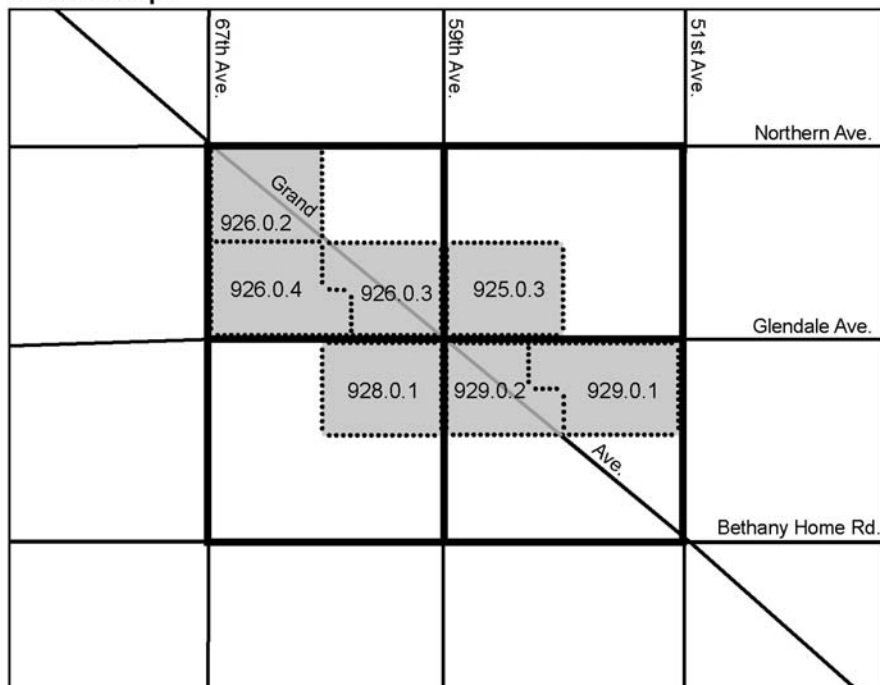 67th Ave.
59th Ave.
51st Ave.
Northern Ave.
Grand
926.0.2
926.0.4
926.0.3
925.0.3
Glendale Ave.
928.0.1
929.0.2
929.0.1
Ave.
Bethany Home Rd.